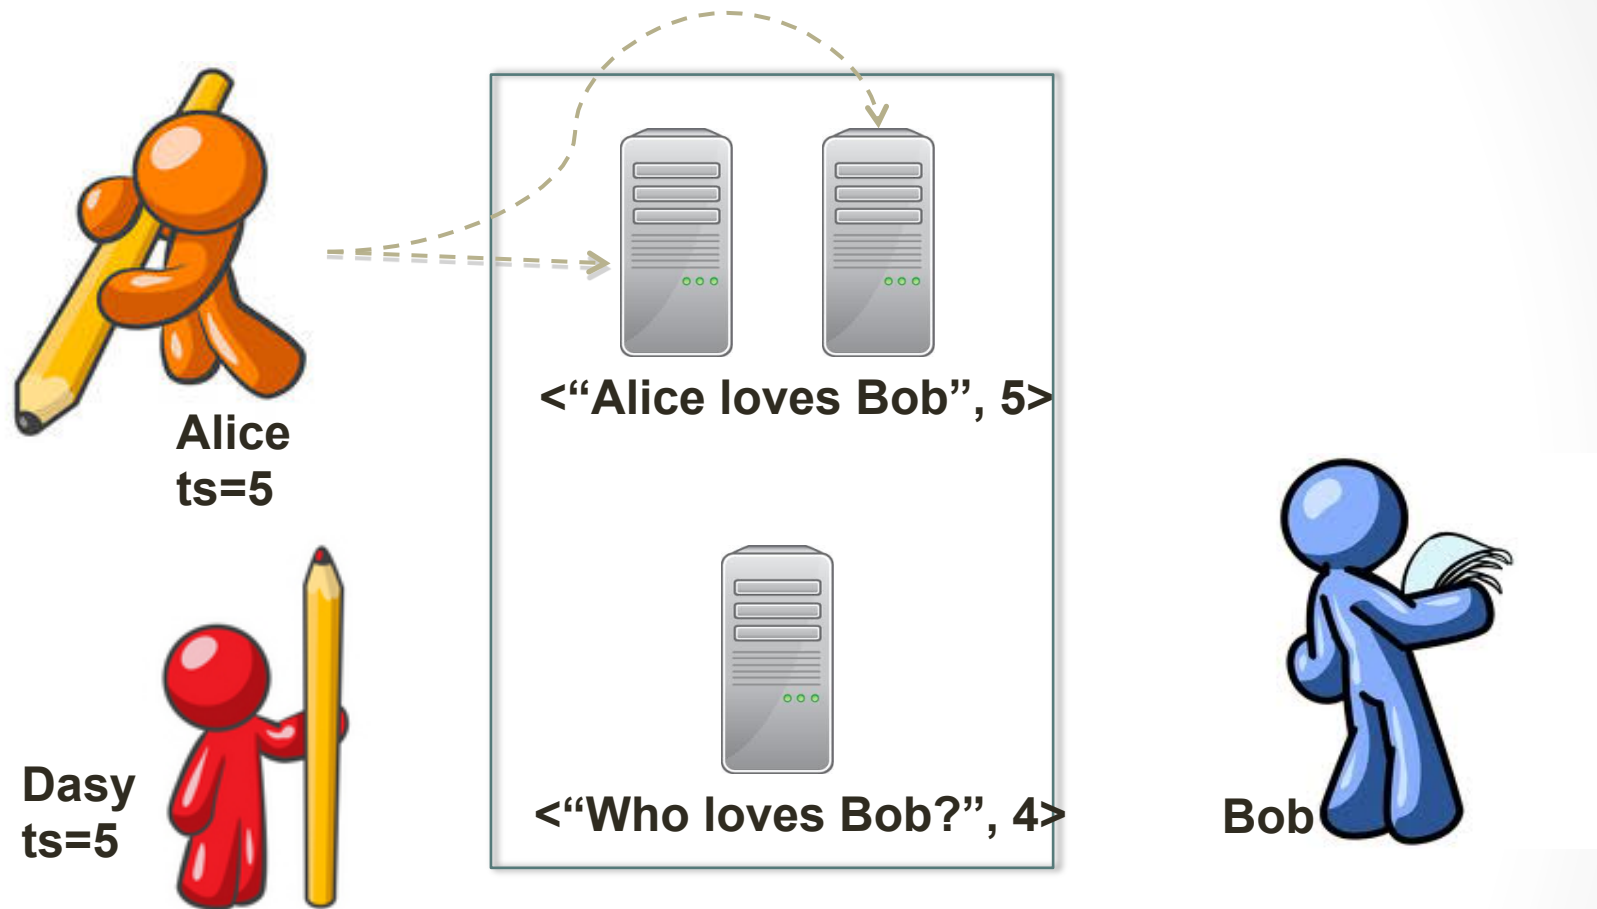 <“Alice loves Bob”, 5>
Alice
ts=5
Dasy
ts=5
<“Who loves Bob?”, 4>
Bob